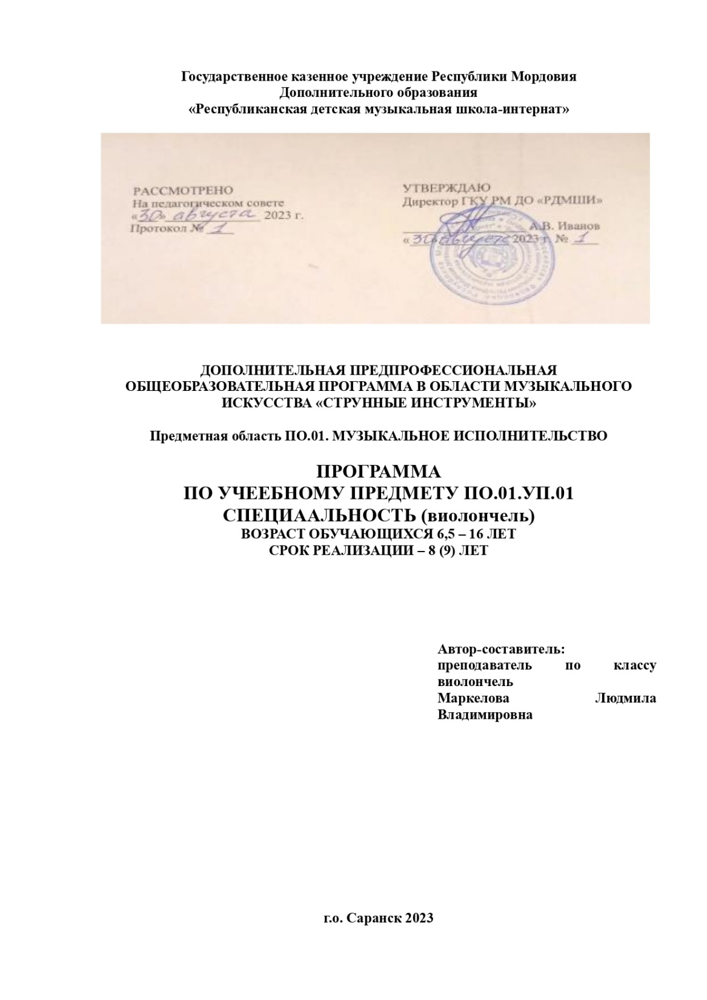 Государственное казенное учреждение Республики Мордовия
Дополнительного образования
«Республиканская детская музыкальная школа-интернат»
РАССМОТРЕНО
На педагогическом совете
«30» августа 2023 г.
Протокол № 1
УТВЕРЖДАЮ
Директор ГКУ РМ ДО «РДМШИ»
А.В. Иванов
«30» августа 2023 г. № 1
ДОПОЛНИТЕЛЬНАЯ ПРЕДПРОФЕССИОНАЛЬНАЯ
ОБЩЕОБРАЗОВАТЕЛЬНАЯ ПРОГРАММА В ОБЛАСТИ МУЗЫКАЛЬНОГО
ИСКУССТВА «СТРУННЫЕ ИНСТРУМЕНТЫ»
Предметная область ПО.01. МУЗЫКАЛЬНОЕ ИСПОЛНИТЕЛЬСТВО
ПРОГРАММА
ПО УЧЕЕБНОМУ ПРЕДМЕТУ ПО.01.УП.01
СПЕЦИААЛЬНОСТЬ (виолончель)
ВОЗРАСТ ОБУЧАЮЩИХСЯ 6,5 – 16 ЛЕТ
СРОК РЕАЛИЗАЦИИ – 8 (9) ЛЕТ
Автор-составитель:
преподаватель по классу
виолончель
Маркелова Людмила
Владимировна
г.о. Саранск 2023